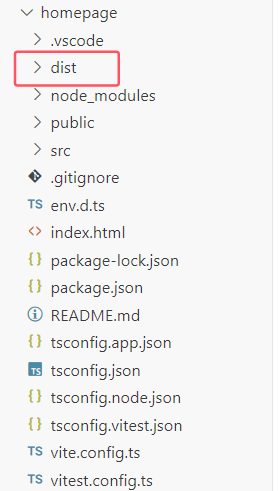 homepage
.vscode
dist
node_modules
public
src
.gitignore
TS env.d.ts
<> index.html
{} package-lock.json
{} package.json
README.md
{} tsconfig.app.json
TS tsconfig.json
{} tsconfig.node.json
{} tsconfig.vitest.json
TS vite.config.ts
TS vitest.config.ts